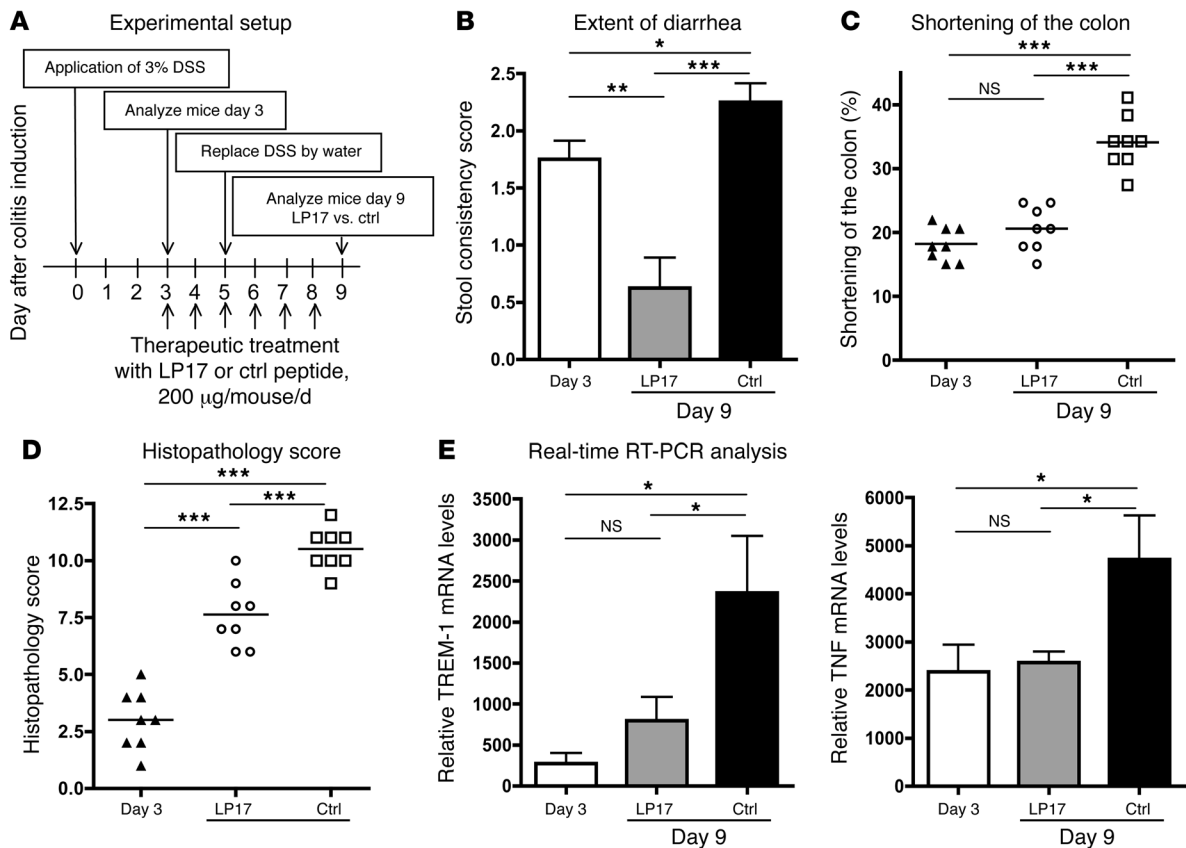 A
Experimental setup
Application of 3% DSS
Analyze mice day 3
Replace DSS by water
Analyze mice day 9
LP17 vs. ctrl
Day after colitis induction
0 1 2 3 4 5 6 7 8 9
Therapeutic treatment
with LP17 or ctrl peptide,
200 μg/mouse/d
B
Extent of diarrhea
*
***
**
Stool consistency score
2.5
2.0
1.5
1.0
0.5
0.0
Day 3 LP17 Ctrl
Day 9
C
Shortening of the colon
***
***
NS
Shortening of the colon (%)
40
30
20
10
0
Day 3 LP17 Ctrl
Day 9
D
Histopathology score
***
***
***
Histopathology score
12.5
10.0
7.5
5.0
2.5
0.0
Day 3 LP17 Ctrl
Day 9
E
Real-time RT-PCR analysis
*
*
NS
Relative TREM-1 mRNA levels
3500
3000
2500
2000
1500
1000
500
0
Day 3 LP17 Ctrl
Day 9
*
*
NS
Relative TNF mRNA levels
6000
5000
4000
3000
2000
1000
0
Day 3 LP17 Ctrl
Day 9